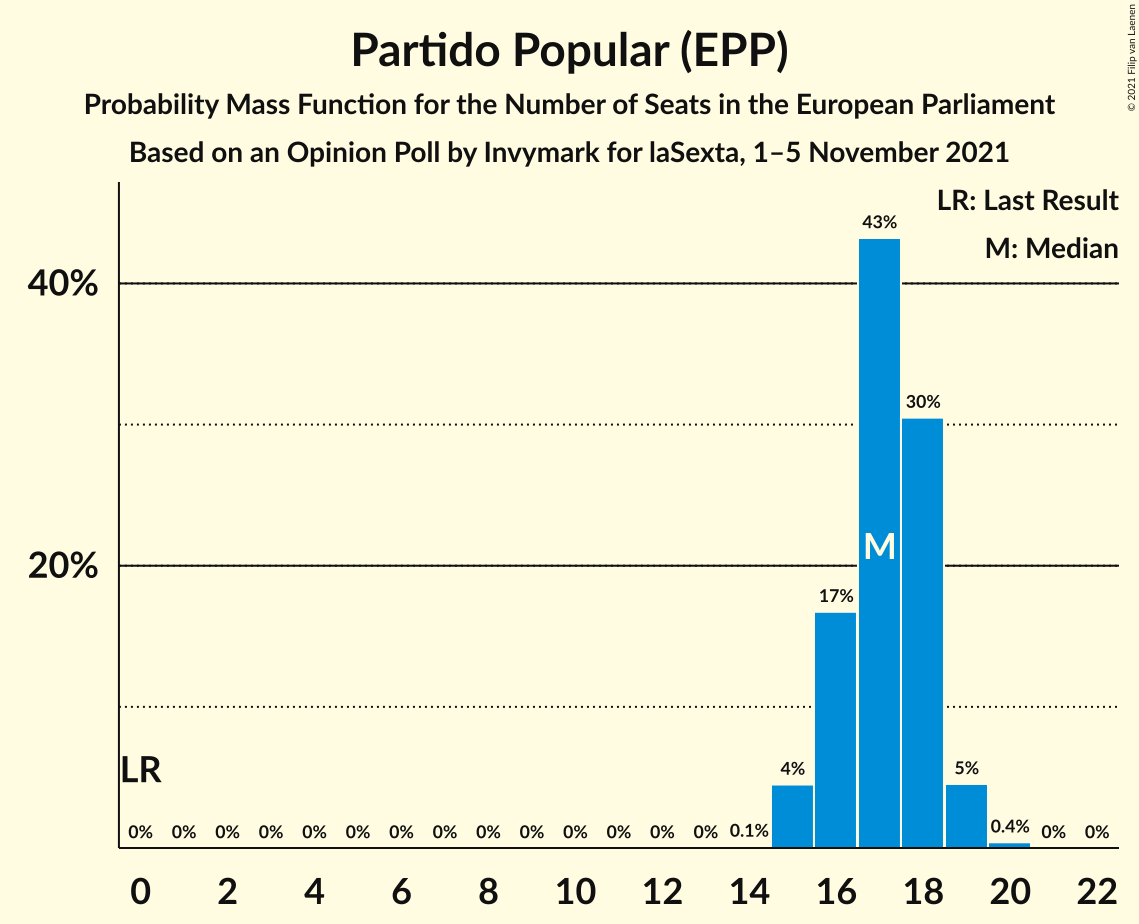 Partido Popular (EPP)
Probability Mass Function for the Number of Seats in the European Parliament
Based on an Opinion Poll by Invymark for laSexta, 1–5 November 2021
© 2021 Filip van Laenen
LR: Last Result
M: Median
40%
20%
43%
30%
M
17%
LR
4%
5%
0% 0% 0% 0% 0% 0% 0% 0% 0% 0% 0% 0% 0% 0% 0.1% 0.4% 0% 0%
0 2 4 6 8 10 12 14 16 18 20 22